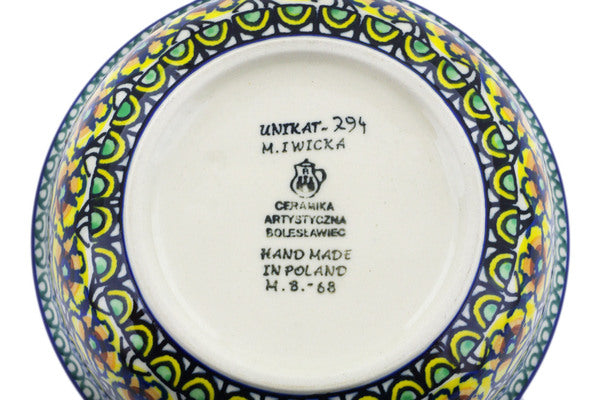 UNIKAT-294
M.IWICKA
CERAMIKA
ARTYSTYCZNA
BOLESŁAWIEC
HAND MADE
IN POLAND
M.B.-68